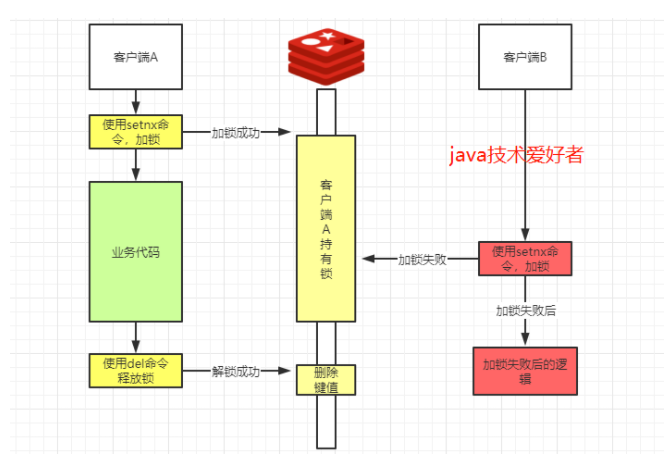 客户端A
客户端B
使用setnx命
令，加锁
加锁成功
java技术爱好者
客
户
端
A
持
有
锁
业务代码
加锁失败
使用setnx命
令，加锁
加锁失败后
使用del命令
释放锁
解锁成功
删除
键值
加锁失败后的逻
辑